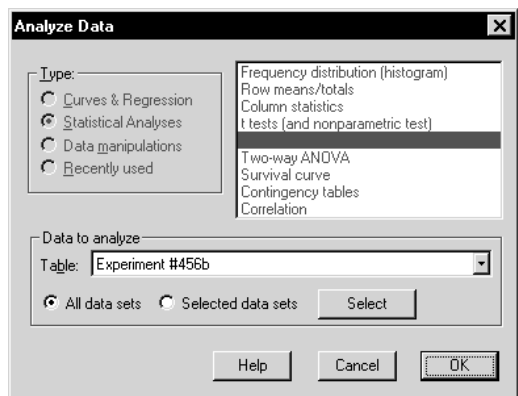 Analyze Data
Type:
Curves & Regression
Statistical Analyses
Data manipulations
Recently used
Frequency distribution (histogram)
Row means/totals
Column statistics
t tests (and nonparametric test)
Two-way ANOVA
Survival curve
Contingency tables
Correlation
Data to analyze
Table: Experiment #456b
All data sets Selected data sets Select
Help Cancel OK